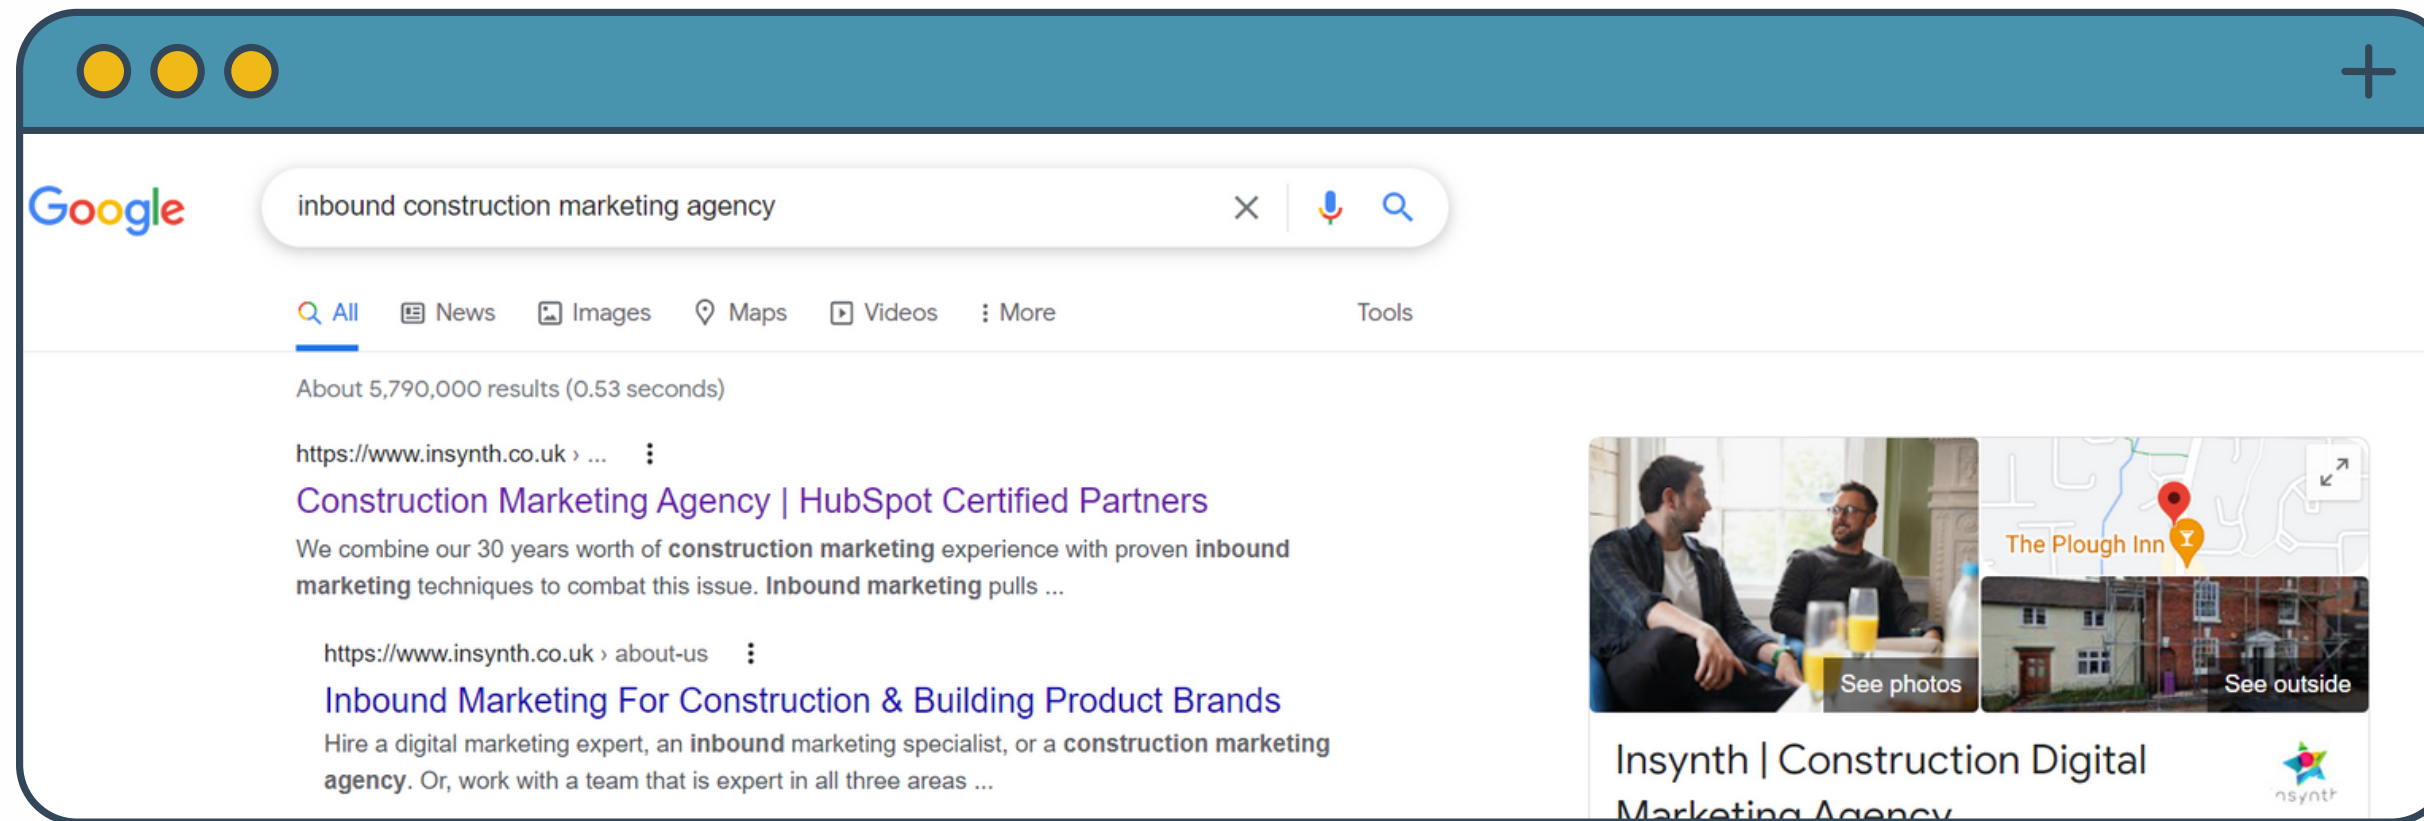 Google
inbound construction marketing agency
All News Images Maps Videos More Tools
About 5,790,000 results (0.53 seconds)
https://www.insynth.co.uk › ...
Construction Marketing Agency | HubSpot Certified Partners
We combine our 30 years worth of construction marketing experience with proven inbound
marketing techniques to combat this issue. Inbound marketing pulls ...
https://www.insynth.co.uk › about-us
Inbound Marketing For Construction & Building Product Brands
Hire a digital marketing expert, an inbound marketing specialist, or a construction marketing
agency. Or, work with a team that is expert in all three areas ...
The Plough Inn
See photos
See outside
Insynth | Construction Digital
Marketing Agency
insynth